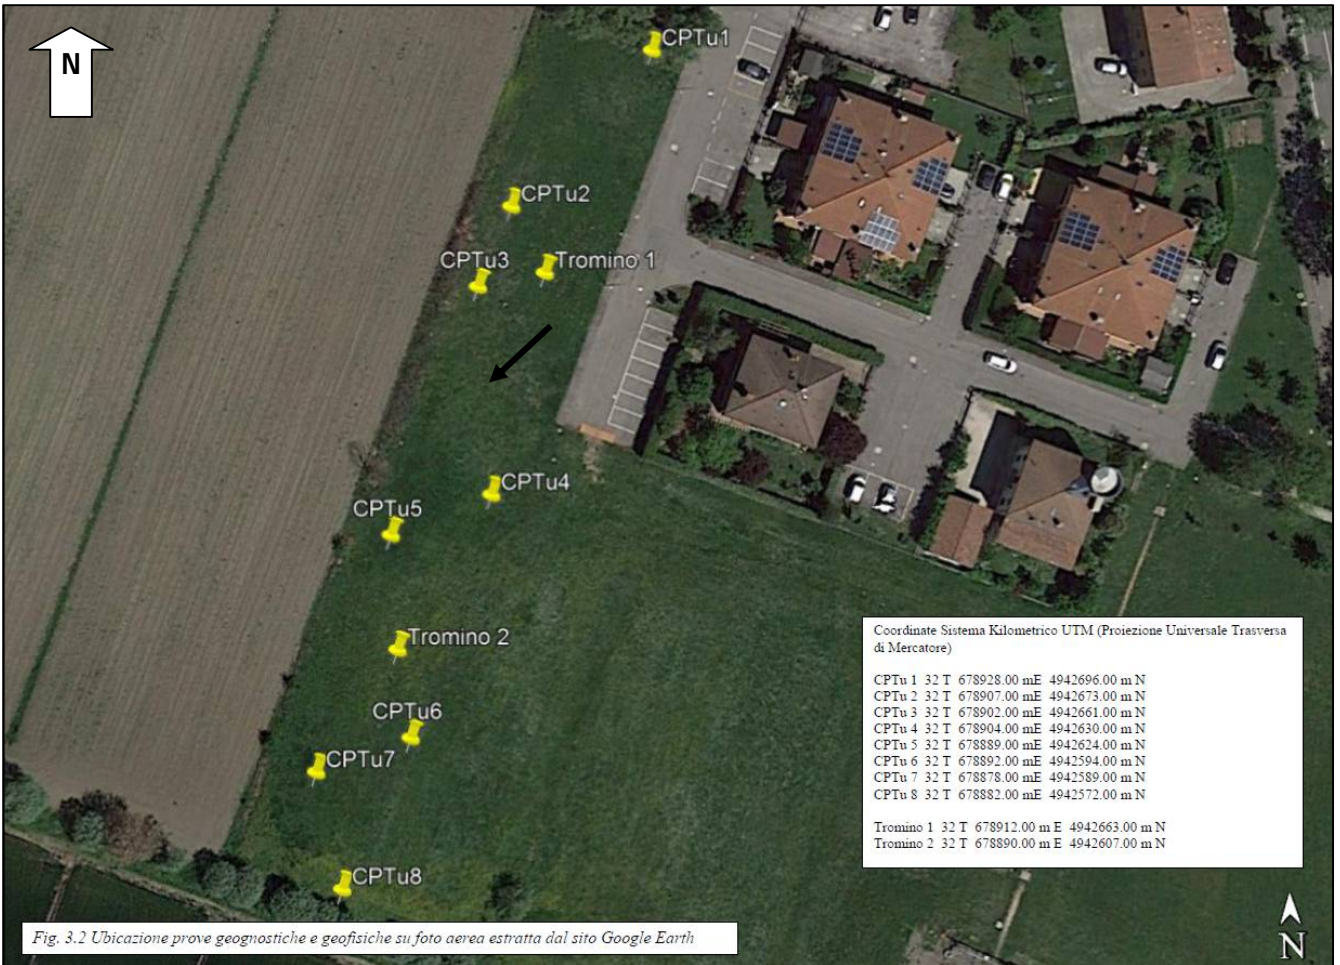 N
CPTu1
CPTu2
CPTu3
Tromino 1
CPTu4
CPTu5
Tromino 2
CPTu6
CPTu7
CPTu8
Coordinate Sistema Kilometrico UTM (Proiezione Universale Trasversa
di Mercatore)
CPTu 1 32 T 678928.00 mE 4942696.00 m N
CPTu 2 32 T 678907.00 mE 4942673.00 m N
CPTu 3 32 T 678902.00 mE 4942661.00 m N
CPTu 4 32 T 678904.00 mE 4942630.00 m N
CPTu 5 32 T 678889.00 mE 4942624.00 m N
CPTu 6 32 T 678892.00 mE 4942594.00 m N
CPTu 7 32 T 678878.00 mE 4942589.00 m N
CPTu 8 32 T 678882.00 mE 4942572.00 m N
Tromino 1 32 T 678912.00 m E 4942663.00 m N
Tromino 2 32 T 678890.00 m E 4942607.00 m N
N
Fig. 3.2 Ubicazione prove geognostiche e geofisiche su foto aerea estratta dal sito Google Earth